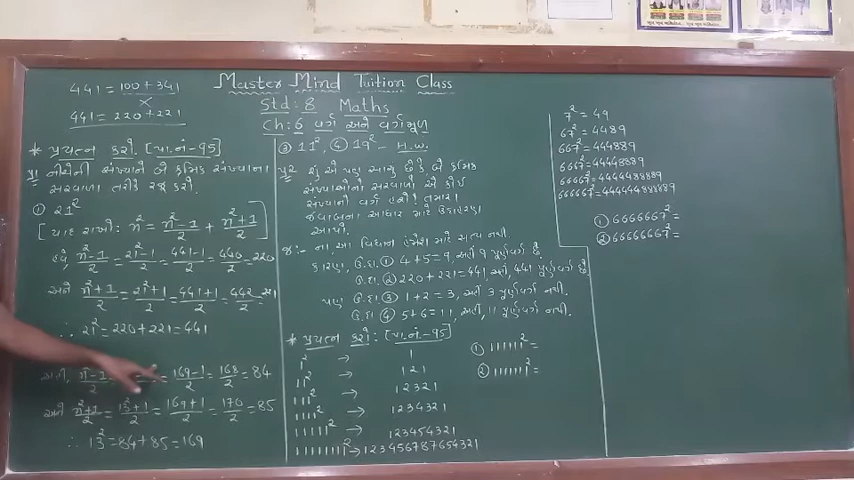 441 = 100 + 341
441 = 220 + 221
Master Mind Tuition Class
Std: 8 Maths
Ch: 6 વર્ગ અને વર્ગમૂળ
* પ્રયત્ન કરો. [પા.નં-95]
નીચેની સંખ્યાને બે ક્રમિક સંખ્યાના
સરવાળા તરીકે દર્શાવો.
① 21²
[યાદ રાખો: n² = n²-1/2 + n²+1/2]
હવે, n²-1/2 = 21²-1/2 = 441-1/2 = 440/2 = 220
અને n²+1/2 = 21²+1/2 = 441+1/2 = 442/2 = 221
∴ 21² = 220+221 = 441
n²-1/2 = 169-1/2 = 168/2 = 84
અને n²+1/2 = 13²+1/2 = 169+1/2 = 170/2 = 85
∴ 13² = 84+85 = 169
③ 11², ④ 19² - H.W.
શું એ પણ સાચું છે કે બે ક્રમિક
સંખ્યાઓનો સરવાળો એ કોઈ
સંખ્યાનો વર્ગ હશે? તમારા
જવાબના આધાર માટે ઉદાહરણ
આપો.
જ:- ના, આ વિધાન હંમેશા માટે સત્ય નથી
કારણ, ઉ.દા. ① 4+5 = 9, અહીં 9 પૂર્ણવર્ગ છે.
ઉ.દા. ② 220+221 = 441, અહીં, 441 પૂર્ણવર્ગ છે.
પણ ઉ.દા. ③ 1+2 = 3, અહીં 3 પૂર્ણવર્ગ નથી.
ઉ.દા. ④ 5+6 = 11, અહીં, 11 પૂર્ણવર્ગ નથી.
* પ્રયત્ન કરો: [પા.નં.-95]
1² → 1
11² → 121
111² → 12321
1111² → 1234321
11111² → 123454321
11111111² → 123456787654321
① 111111² =
② 1111111² =
7² = 49
67² = 4489
667² = 444889
6667² = 44448889
66667² = 4444488889
666667² = 444444888889
① 6666667² =
② 66666667² =